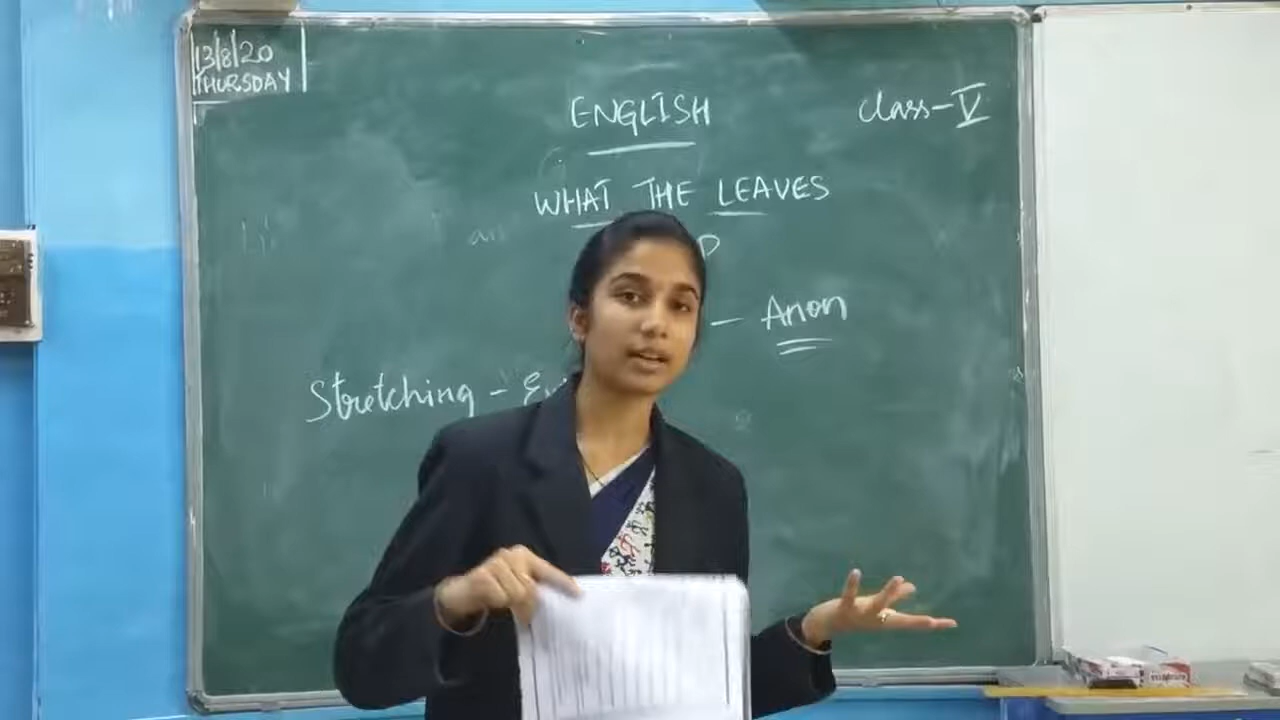 13/8/20
THURSDAY
ENGLISH
Class-V
WHAT THE LEAVES
- Anon
Stretching -